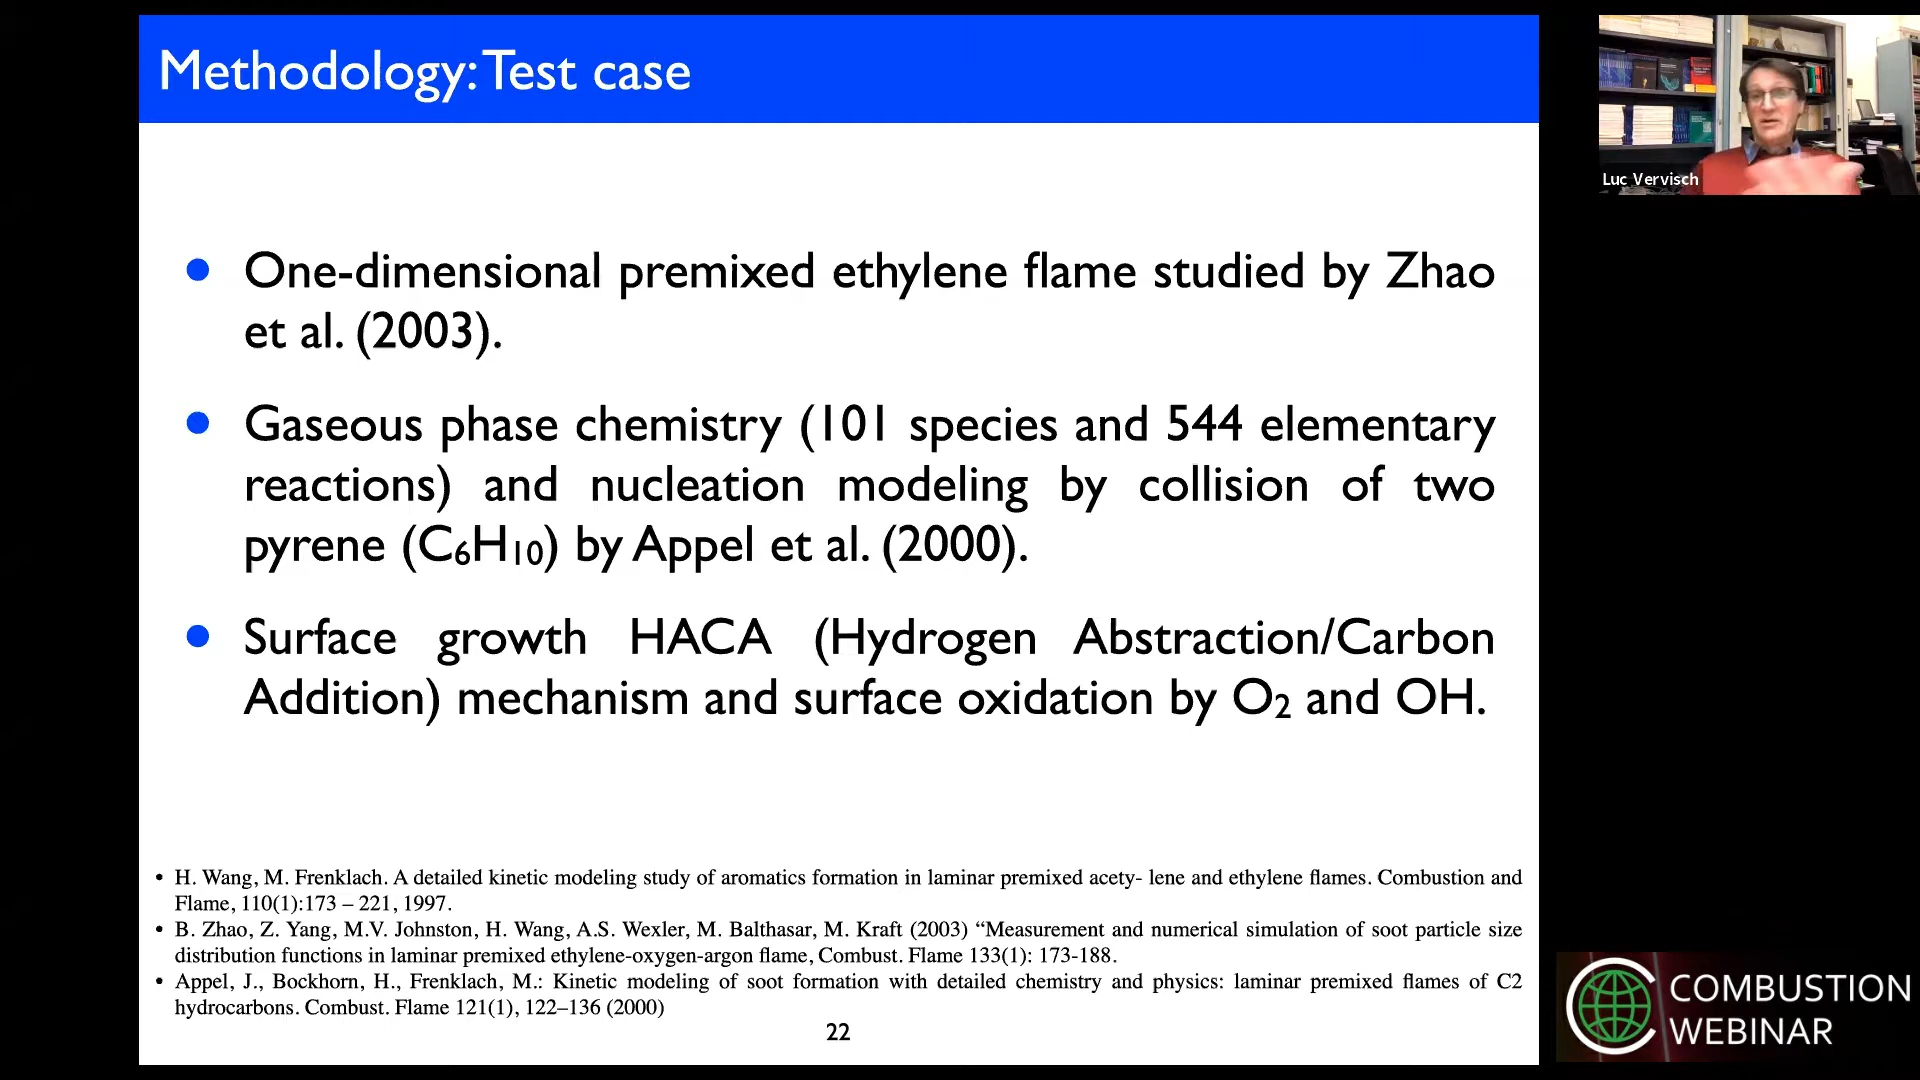 Methodology: Test case
Luc Vervisch
• One-dimensional premixed ethylene flame studied by Zhao
et al. (2003).
• Gaseous phase chemistry (101 species and 544 elementary
reactions) and nucleation modeling by collision of two
pyrene (C₆H₁₀) by Appel et al. (2000).
• Surface growth HACA (Hydrogen Abstraction/Carbon
Addition) mechanism and surface oxidation by O₂ and OH.
• H. Wang, M. Frenklach. A detailed kinetic modeling study of aromatics formation in laminar premixed acety- lene and ethylene flames. Combustion and
Flame, 110(1):173 – 221, 1997.
• B. Zhao, Z. Yang, M.V. Johnston, H. Wang, A.S. Wexler, M. Balthasar, M. Kraft (2003) “Measurement and numerical simulation of soot particle size
distribution functions in laminar premixed ethylene-oxygen-argon flame, Combust. Flame 133(1): 173-188.
• Appel, J., Bockhorn, H., Frenklach, M.: Kinetic modeling of soot formation with detailed chemistry and physics: laminar premixed flames of C2
hydrocarbons. Combust. Flame 121(1), 122–136 (2000)
22
COMBUSTION
WEBINAR